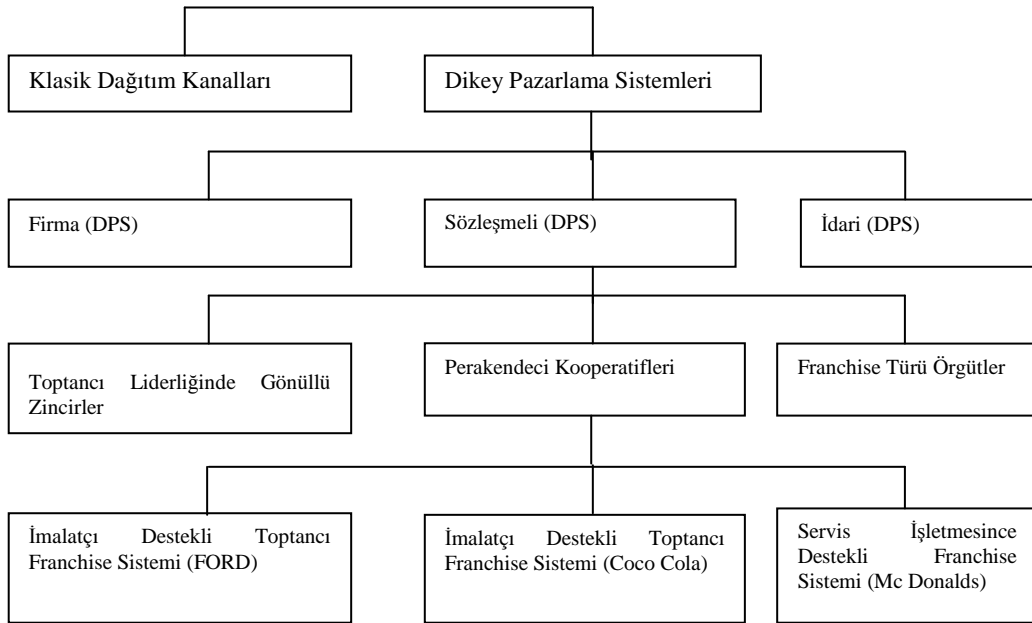 Klasik Dağıtım Kanalları
Dikey Pazarlama Sistemleri
Firma (DPS)
Sözleşmeli (DPS)
İdari (DPS)
Toptancı Liderliğinde Gönüllü
Zincirler
Perakendeci Kooperatifleri
Franchise Türü Örgütler
İmalatçı Destekli Toptancı
Franchise Sistemi (FORD)
İmalatçı Destekli Toptancı
Franchise Sistemi (Coco Cola)
Servis İşletmesince
Destekli Franchise
Sistemi (Mc Donalds)